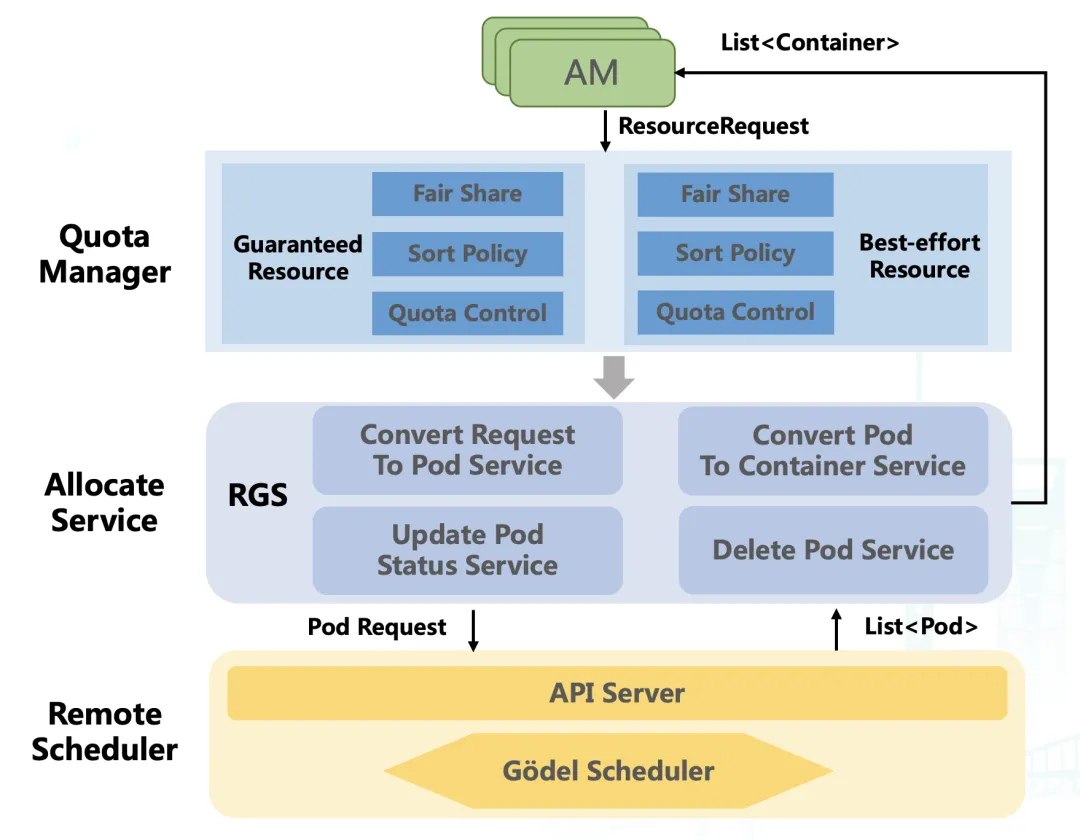 List<Container>
AM
ResourceRequest
Quota
Manager
Guaranteed
Resource
Fair Share
Sort Policy
Quota Control
Fair Share
Sort Policy
Quota Control
Best-effort
Resource
Allocate
Service
RGS
Convert Request
To Pod Service
Convert Pod
To Container Service
Update Pod
Status Service
Delete Pod Service
Pod Request
List<Pod>
Remote
Scheduler
API Server
Gödel Scheduler